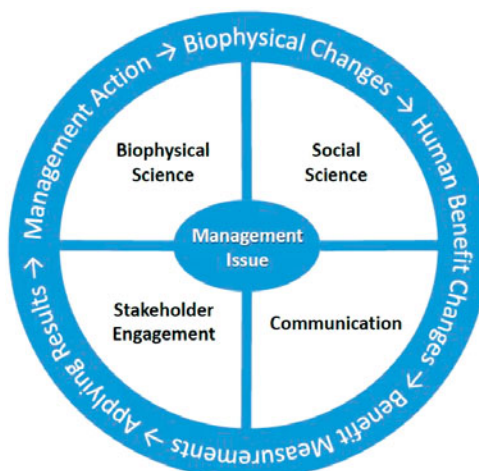 Management Action → Biophysical Changes → Human Benefit Changes → Benefit Measurements → Applying Results →
Biophysical
Science
Social
Science
Management
Issue
Stakeholder
Engagement
Communication